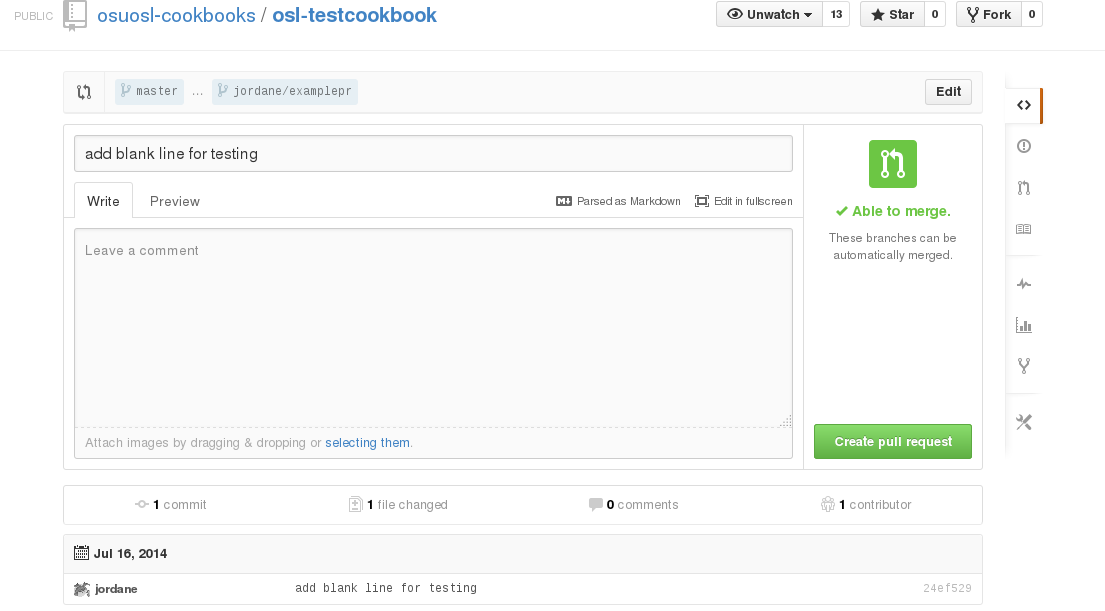 PUBLIC osuosl-cookbooks / osl-testcookbook Unwatch 13 Star 0 Fork 0
master ... jordane/examplepr Edit
add blank line for testing
Write Preview Parsed as Markdown Edit in fullscreen
Able to merge.
These branches can be
automatically merged.
Leave a comment
Attach images by dragging & dropping or selecting them.
Create pull request
1 commit 1 file changed 0 comments 1 contributor
Jul 16, 2014
jordane add blank line for testing 24ef529